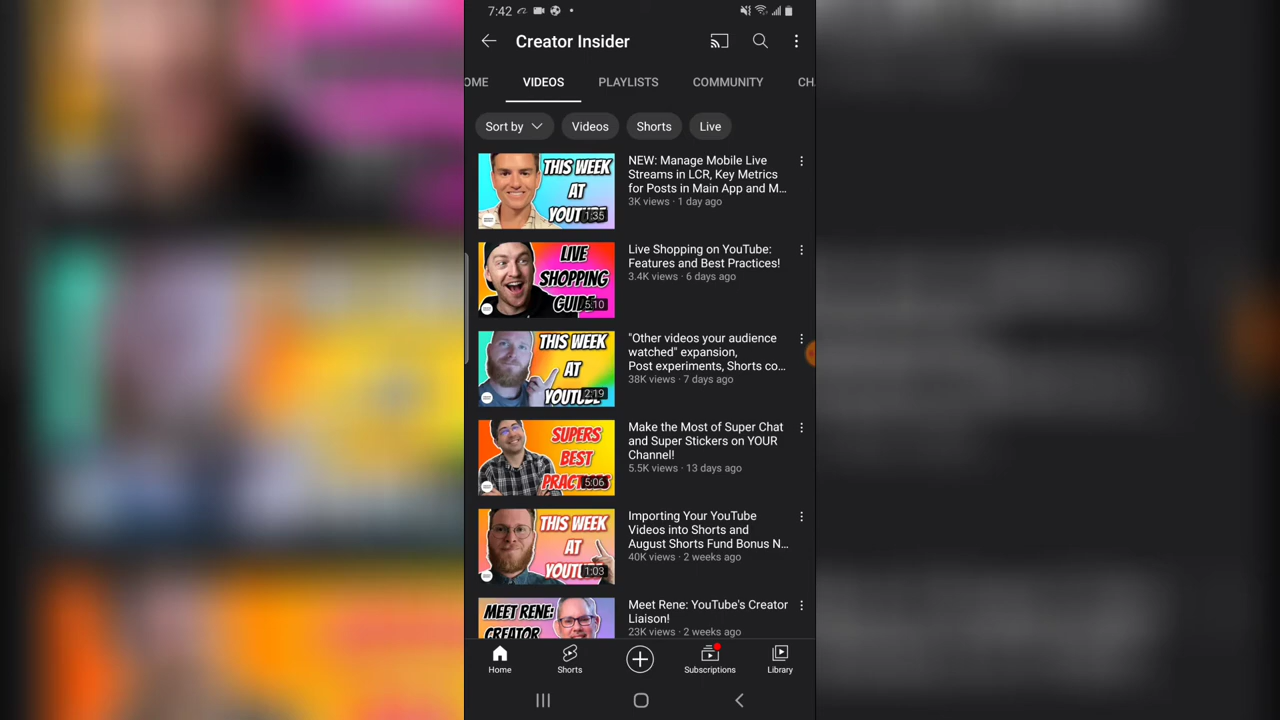 7:42
Creator Insider
OME VIDEOS PLAYLISTS COMMUNITY CH
Sort by Videos Shorts Live
THIS WEEK
AT
YOUTUBE
1:35
NEW: Manage Mobile Live
Streams in LCR, Key Metrics
for Posts in Main App and M...
3K views · 1 day ago
LIVE
SHOPPING
GUIDE
5:10
Live Shopping on YouTube:
Features and Best Practices!
3.4K views · 6 days ago
THIS WEEK
AT
YOUTUBE
2:19
"Other videos your audience
watched" expansion,
Post experiments, Shorts co...
38K views · 7 days ago
SUPERS
BEST
PRACTICES
5:06
Make the Most of Super Chat
and Super Stickers on YOUR
Channel!
5.5K views · 13 days ago
THIS WEEK
AT
YOUTUBE
1:03
Importing Your YouTube
Videos into Shorts and
August Shorts Fund Bonus N...
40K views · 2 weeks ago
MEET RENE:
CREATOR
Meet Rene: YouTube's Creator
Liaison!
23K views · 2 weeks ago
Home Shorts Subscriptions Library